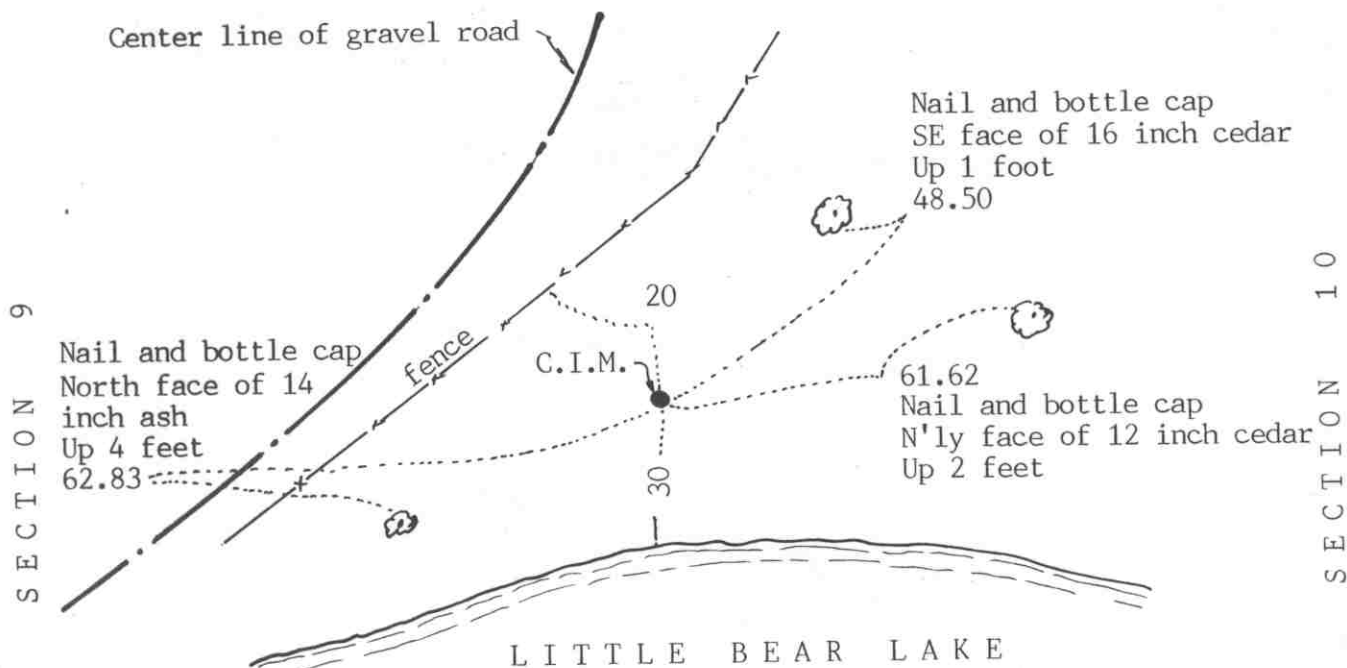 Center line of gravel road
Nail and bottle cap
SE face of 16 inch cedar
Up 1 foot
48.50
SECTION 9
20
SECTION 10
fence
C.I.M.
Nail and bottle cap
North face of 14
inch ash
Up 4 feet
62.83
61.62
Nail and bottle cap
N'ly face of 12 inch cedar
Up 2 feet
30
LITTLE BEAR LAKE